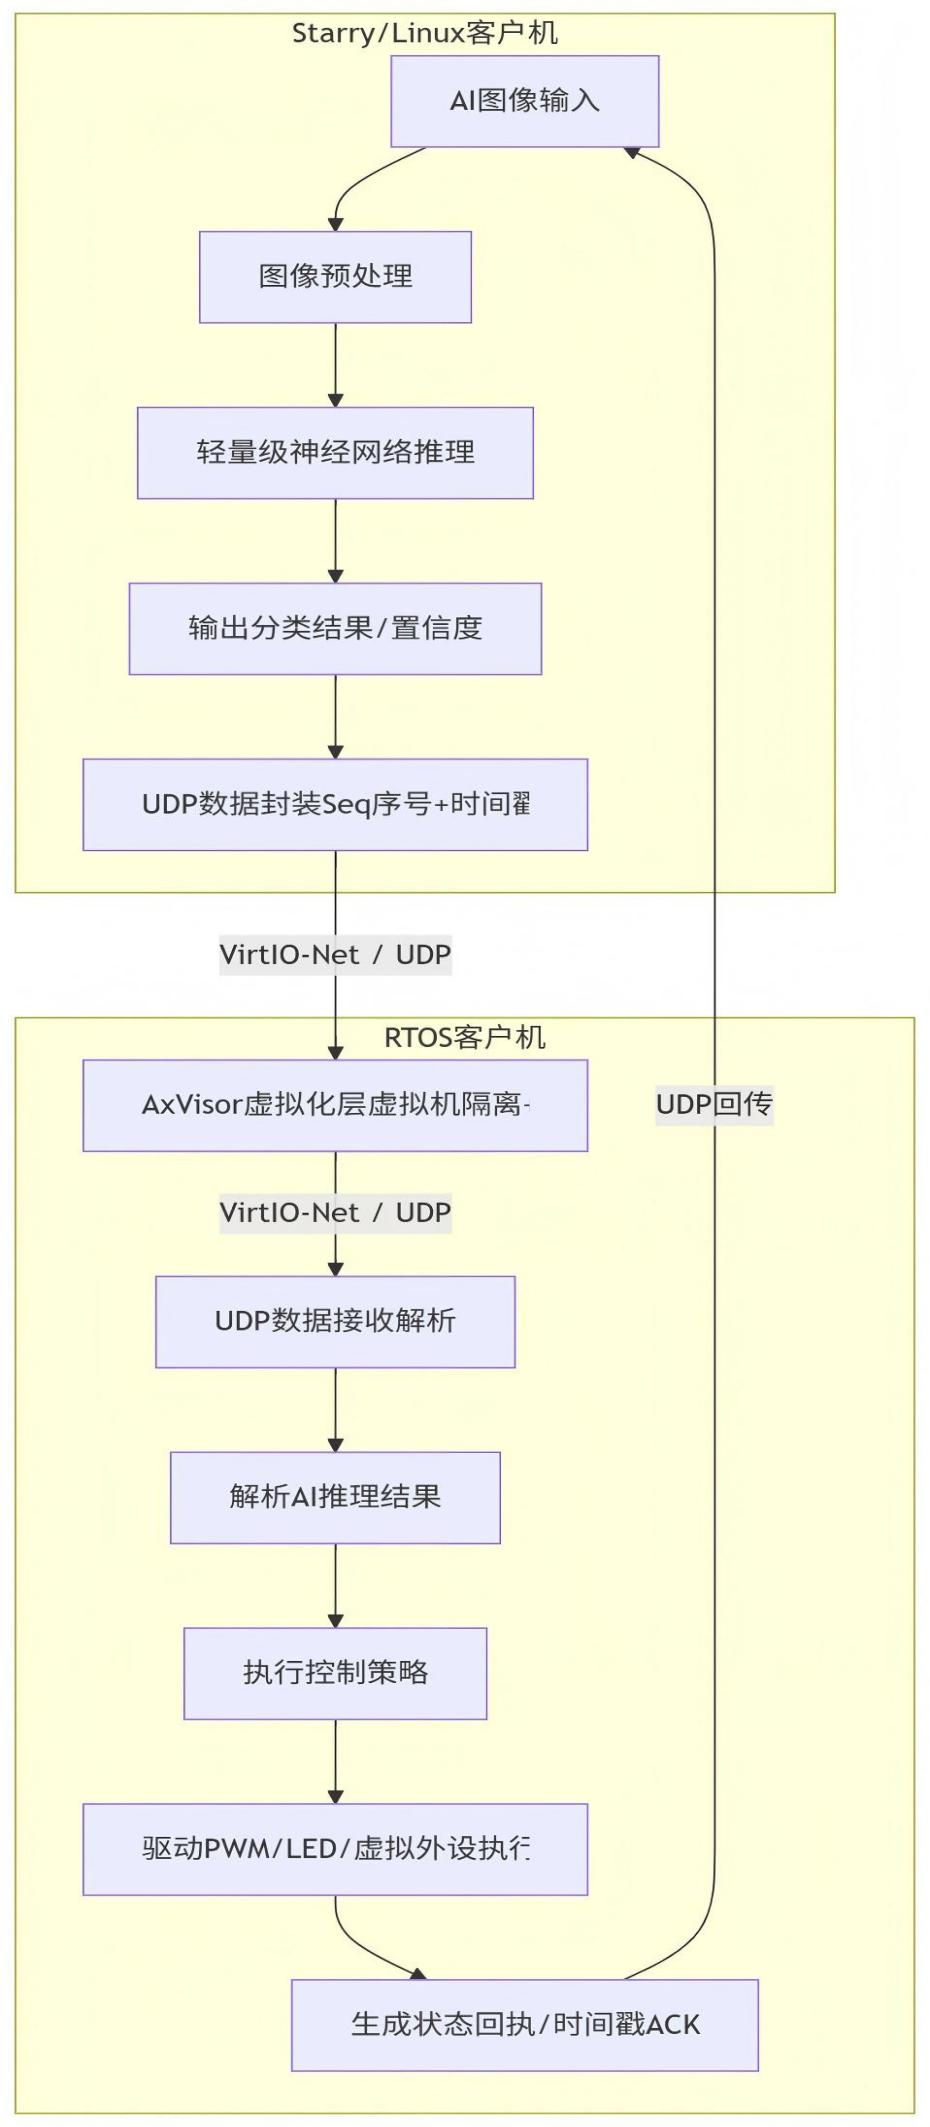 Starry/Linux客户机
AI图像输入
图像预处理
轻量级神经网络推理
输出分类结果/置信度
UDP数据封装Seq序号+时间戳
VirtIO-Net / UDP
RTOS客户机
AxVisor虚拟化层虚拟机隔离
UDP回传
VirtIO-Net / UDP
UDP数据接收解析
解析AI推理结果
执行控制策略
驱动PWM/LED/虚拟外设执行
生成状态回执/时间戳ACK